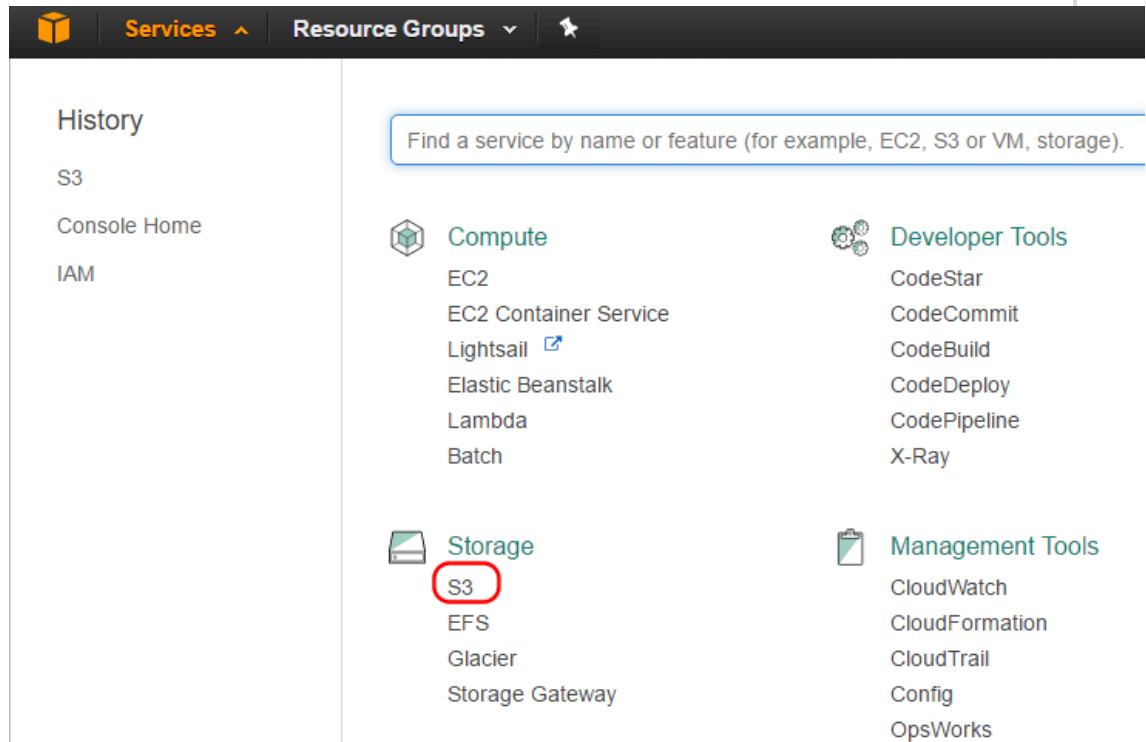 Services
Resource Groups
History
S3
Console Home
IAM
Find a service by name or feature (for example, EC2, S3 or VM, storage).
Compute
EC2
EC2 Container Service
Lightsail
Elastic Beanstalk
Lambda
Batch
Developer Tools
CodeStar
CodeCommit
CodeBuild
CodeDeploy
CodePipeline
X-Ray
Storage
S3
EFS
Glacier
Storage Gateway
Management Tools
CloudWatch
CloudFormation
CloudTrail
Config
OpsWorks